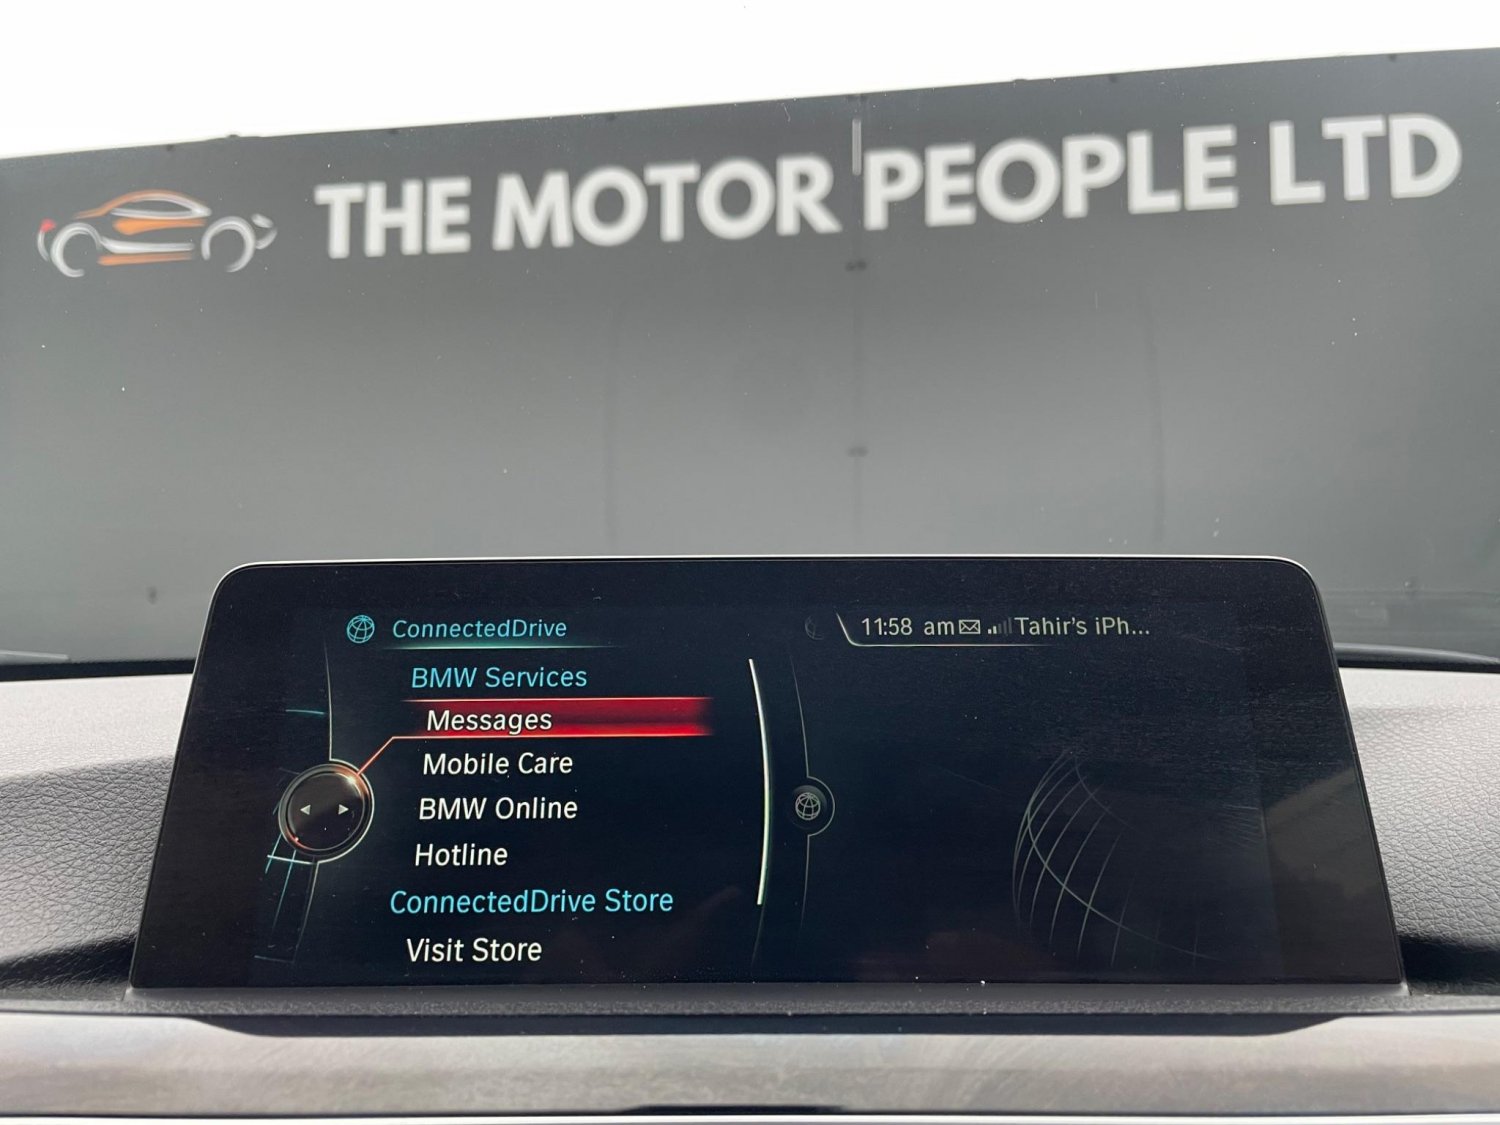 THE MOTOR PEOPLE LTD
ConnectedDrive
11:58 am Tahir's iPh...
BMW Services
Messages
Mobile Care
BMW Online
Hotline
ConnectedDrive Store
Visit Store